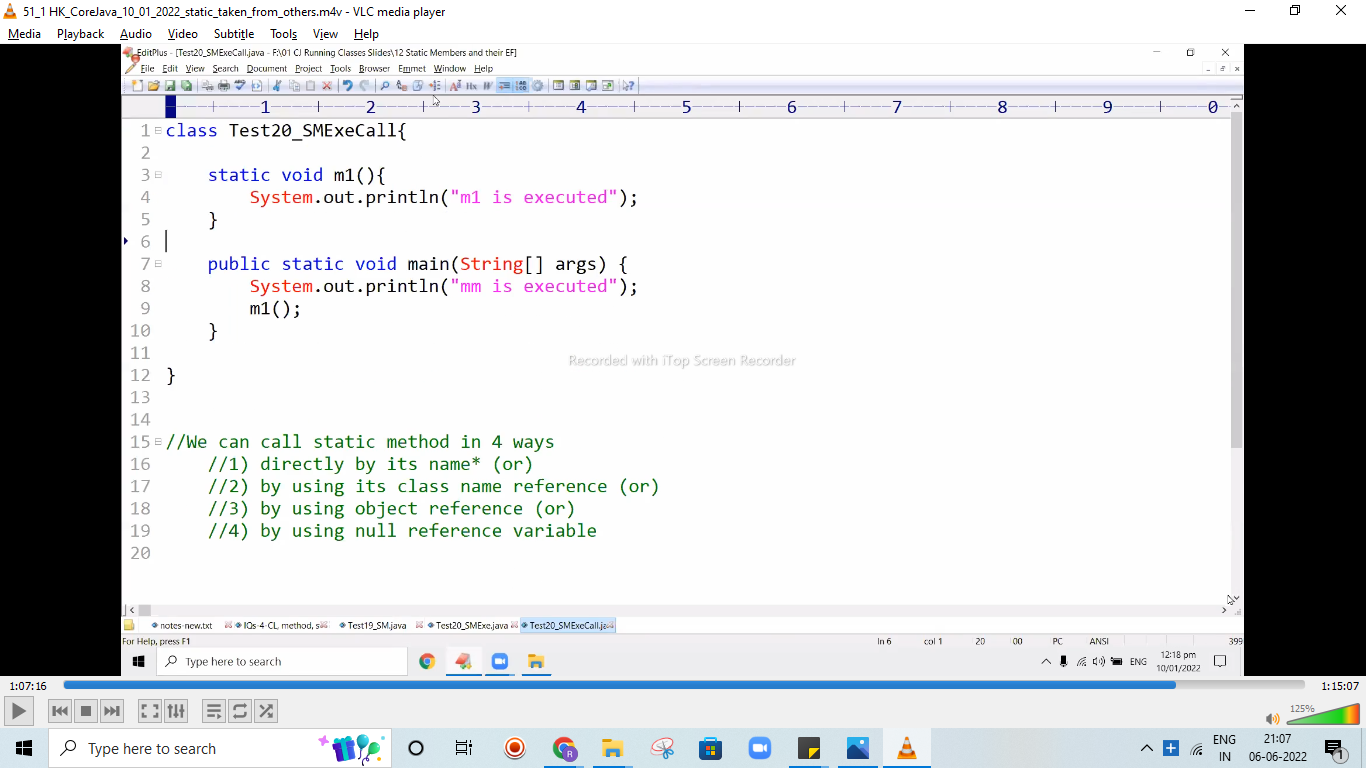 51_1 HK_CoreJava_10_01_2022_static_taken_from_others.m4v - VLC media player
Media Playback Audio Video Subtitle Tools View Help
EditPlus - [Test20_SMExeCall.java - F:\01 CJ Running Classes Slides\12 Static Members and their EF]
File Edit View Search Document Project Tools Browser Emmet Window Help
1 2 3 4 5 6 7 8 9 0
1 class Test20_SMExeCall{
2
3 static void m1(){
4 System.out.println("m1 is executed");
5 }
6
7 public static void main(String[] args) {
8 System.out.println("mm is executed");
9 m1();
10 }
11
Recorded with iTop Screen Recorder
12 }
13
14
15 //We can call static method in 4 ways
16 //1) directly by its name* (or)
17 //2) by using its class name reference (or)
18 //3) by using object reference (or)
19 //4) by using null reference variable
20
notes-new.txt IQs-4-CL, method, s Test19_SM.java Test20_SMExe.java Test20_SMExeCall.ja
For Help, press F1 ln 6 col 1 20 00 PC ANSI 399
Type here to search ENG 12:18 pm
10/01/2022
1:07:16 1:15:07
125%
Type here to search ENG 21:07
IN 06-06-2022 1